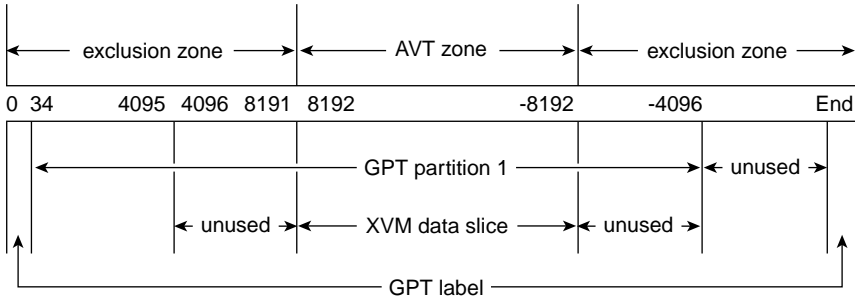 exclusion zone AVT zone exclusion zone
0 34 4095 4096 8191 8192 -8192 -4096 End
GPT partition 1 unused
unused XVM data slice unused
GPT label